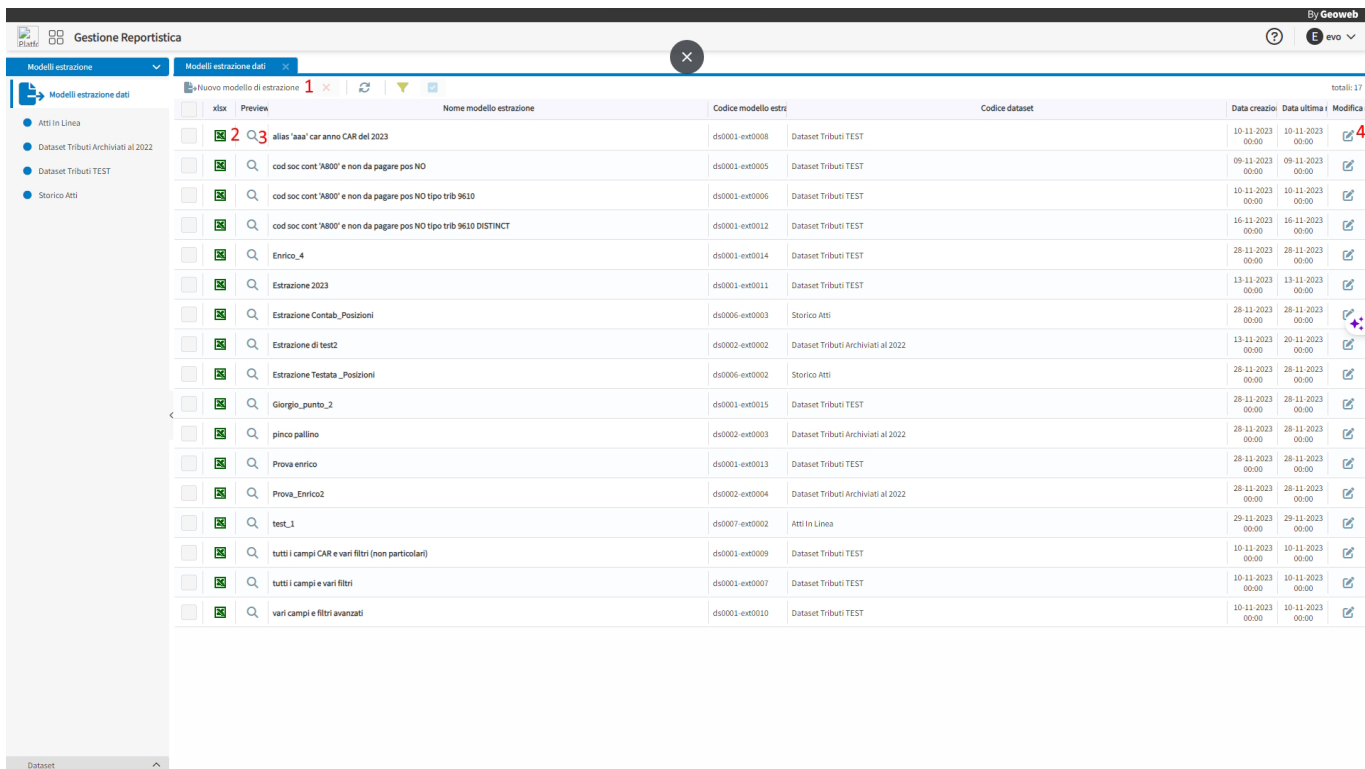 By Geoweb
Platfo
Gestione Reportistica
? E evo
Modelli estrazione
Modelli estrazione dati
Modelli estrazione dati
Nuovo modello di estrazione 1
totali: 17
xlsx Preview Nome modello estrazione Codice modello estra Codice dataset Data creazio Data ultima Modifica
2 3 alias 'aaa' car anno CAR del 2023 ds0001-ext0008 Dataset Tributi TEST 10-11-2023 00:00 10-11-2023 00:00 4
Atti In Linea
Dataset Tributi Archiviati al 2022
Dataset Tributi TEST
Storico Atti
cod soc cont 'A800' e non da pagare pos NO ds0001-ext0005 Dataset Tributi TEST 09-11-2023 00:00 09-11-2023 00:00
cod soc cont 'A800' e non da pagare pos NO tipo trib 9610 ds0001-ext0006 Dataset Tributi TEST 10-11-2023 00:00 10-11-2023 00:00
cod soc cont 'A800' e non da pagare pos NO tipo trib 9610 DISTINCT ds0001-ext0012 Dataset Tributi TEST 16-11-2023 00:00 16-11-2023 00:00
Enrico_4 ds0001-ext0014 Dataset Tributi TEST 28-11-2023 00:00 28-11-2023 00:00
Estrazione 2023 ds0001-ext0011 Dataset Tributi TEST 13-11-2023 00:00 13-11-2023 00:00
Estrazione Contab_Posizioni ds0006-ext0003 Storico Atti 28-11-2023 00:00 28-11-2023 00:00
Estrazione di test2 ds0002-ext0002 Dataset Tributi Archiviati al 2022 13-11-2023 00:00 20-11-2023 00:00
Estrazione Testata _Posizioni ds0006-ext0002 Storico Atti 28-11-2023 00:00 28-11-2023 00:00
Giorgio_punto_2 ds0001-ext0015 Dataset Tributi TEST 28-11-2023 00:00 28-11-2023 00:00
pinco pallino ds0002-ext0003 Dataset Tributi Archiviati al 2022 28-11-2023 00:00 28-11-2023 00:00
Prova enrico ds0001-ext0013 Dataset Tributi TEST 28-11-2023 00:00 28-11-2023 00:00
Prova_Enrico2 ds0002-ext0004 Dataset Tributi Archiviati al 2022 28-11-2023 00:00 28-11-2023 00:00
test_1 ds0007-ext0002 Atti In Linea 29-11-2023 00:00 29-11-2023 00:00
tutti i campi CAR e vari filtri (non particolari) ds0001-ext0009 Dataset Tributi TEST 10-11-2023 00:00 10-11-2023 00:00
tutti i campi e vari filtri ds0001-ext0007 Dataset Tributi TEST 10-11-2023 00:00 10-11-2023 00:00
vari campi e filtri avanzati ds0001-ext0010 Dataset Tributi TEST 10-11-2023 00:00 10-11-2023 00:00
Dataset